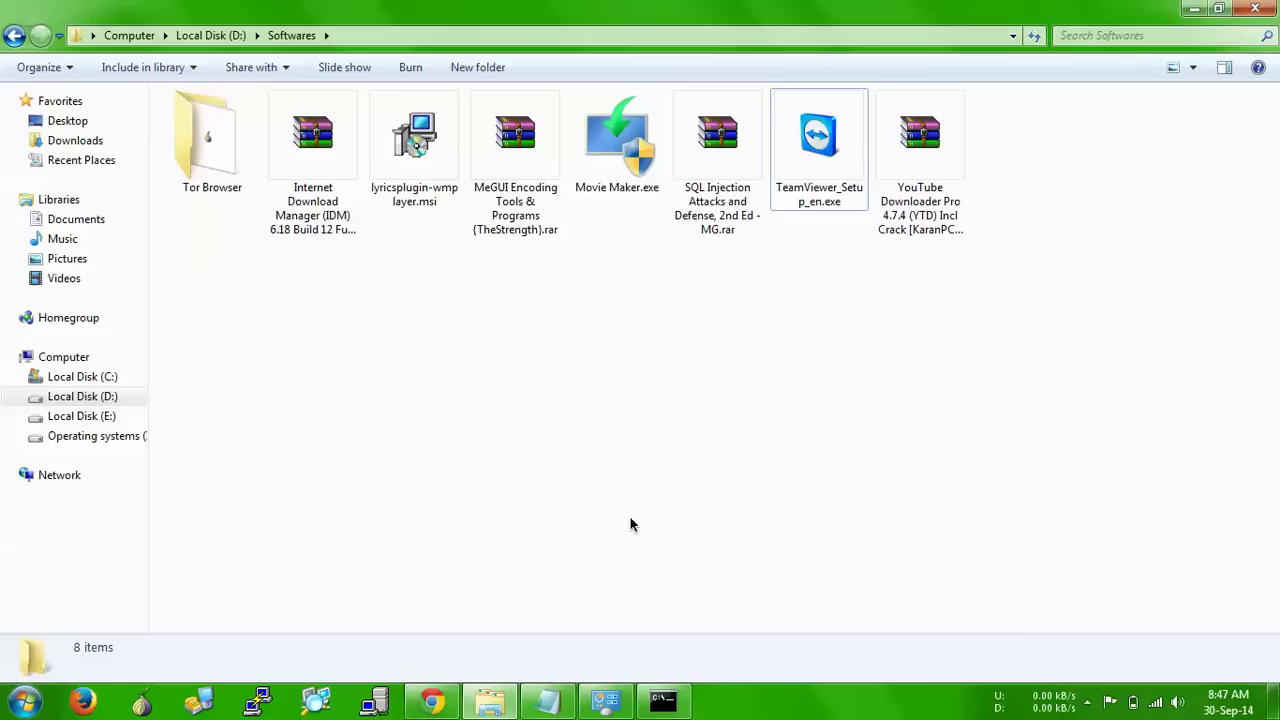 Computer Local Disk (D:) Softwares
Search Softwares
Organize Include in library Share with Slide show Burn New folder
Favorites
Desktop
Downloads
Recent Places
Libraries
Documents
Music
Pictures
Videos
Homegroup
Computer
Local Disk (C:)
Local Disk (D:)
Local Disk (E:)
Operating systems (
Network
Tor Browser
Internet
Download
Manager (IDM)
6.18 Build 12 Fu...
lyricsplugin-wmp
layer.msi
MeGUI Encoding
Tools &
Programs
{TheStrength}.rar
Movie Maker.exe
SQL Injection
Attacks and
Defense, 2nd Ed -
MG.rar
TeamViewer_Setu
p_en.exe
YouTube
Downloader Pro
4.7.4 (YTD) Incl
Crack [KaranPC...
8 items
U: 0.00 kB/s
D: 0.00 kB/s
8:47 AM
30-Sep-14